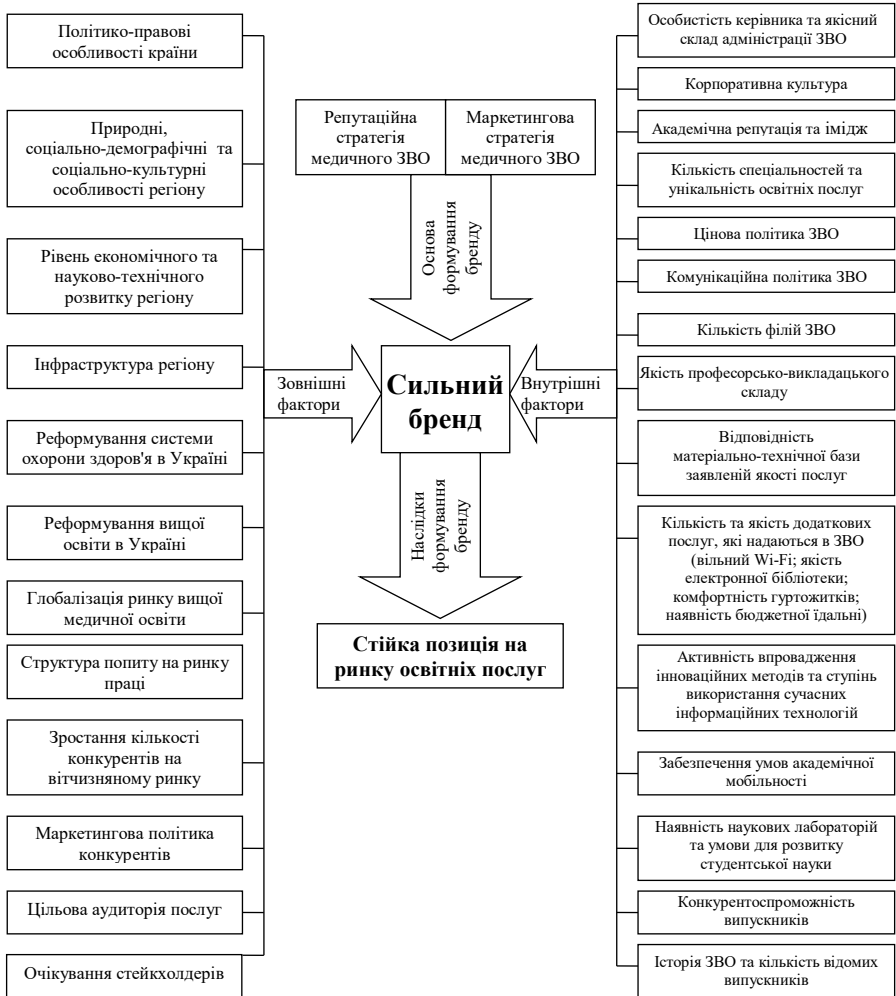 Політико-правові
особливості країни
Природні,
соціально-демографічні та
соціально-культурні
особливості регіону
Рівень економічного та
науково-технічного
розвитку регіону
Інфраструктура регіону
Реформування системи
охорони здоров'я в Україні
Реформування вищої
освіти в Україні
Глобалізація ринку вищої
медичної освіти
Структура попиту на ринку
праці
Зростання кількості
конкурентів на
вітчизняному ринку
Маркетингова політика
конкурентів
Цільова аудиторія послуг
Очікування стейкхолдерів
Зовнішні
фактори
Репутаційна
стратегія
медичного ЗВО
Маркетингова
стратегія
медичного ЗВО
Основа
формування
бренду
Сильний
бренд
Наслідки
формування
бренду
Стійка позиція на
ринку освітніх послуг
Внутрішні
фактори
Особистість керівника та якісний
склад адміністрації ЗВО
Корпоративна культура
Академічна репутація та імідж
Кількість спеціальностей та
унікальність освітніх послуг
Цінова політика ЗВО
Комунікаційна політика ЗВО
Кількість філій ЗВО
Якість професорсько-викладацького
складу
Відповідність
матеріально-технічної бази
заявленій якості послуг
Кількість та якість додаткових
послуг, які надаються в ЗВО
(вільний Wi-Fi; якість
електронної бібліотеки;
комфортність гуртожитків;
наявність бюджетної їдальні)
Активність впровадження
інноваційних методів та ступінь
використання сучасних
інформаційних технологій
Забезпечення умов академічної
мобільності
Наявність наукових лабораторій
та умови для розвитку
студентської науки
Конкурентоспроможність
випускників
Історія ЗВО та кількість відомих
випускників